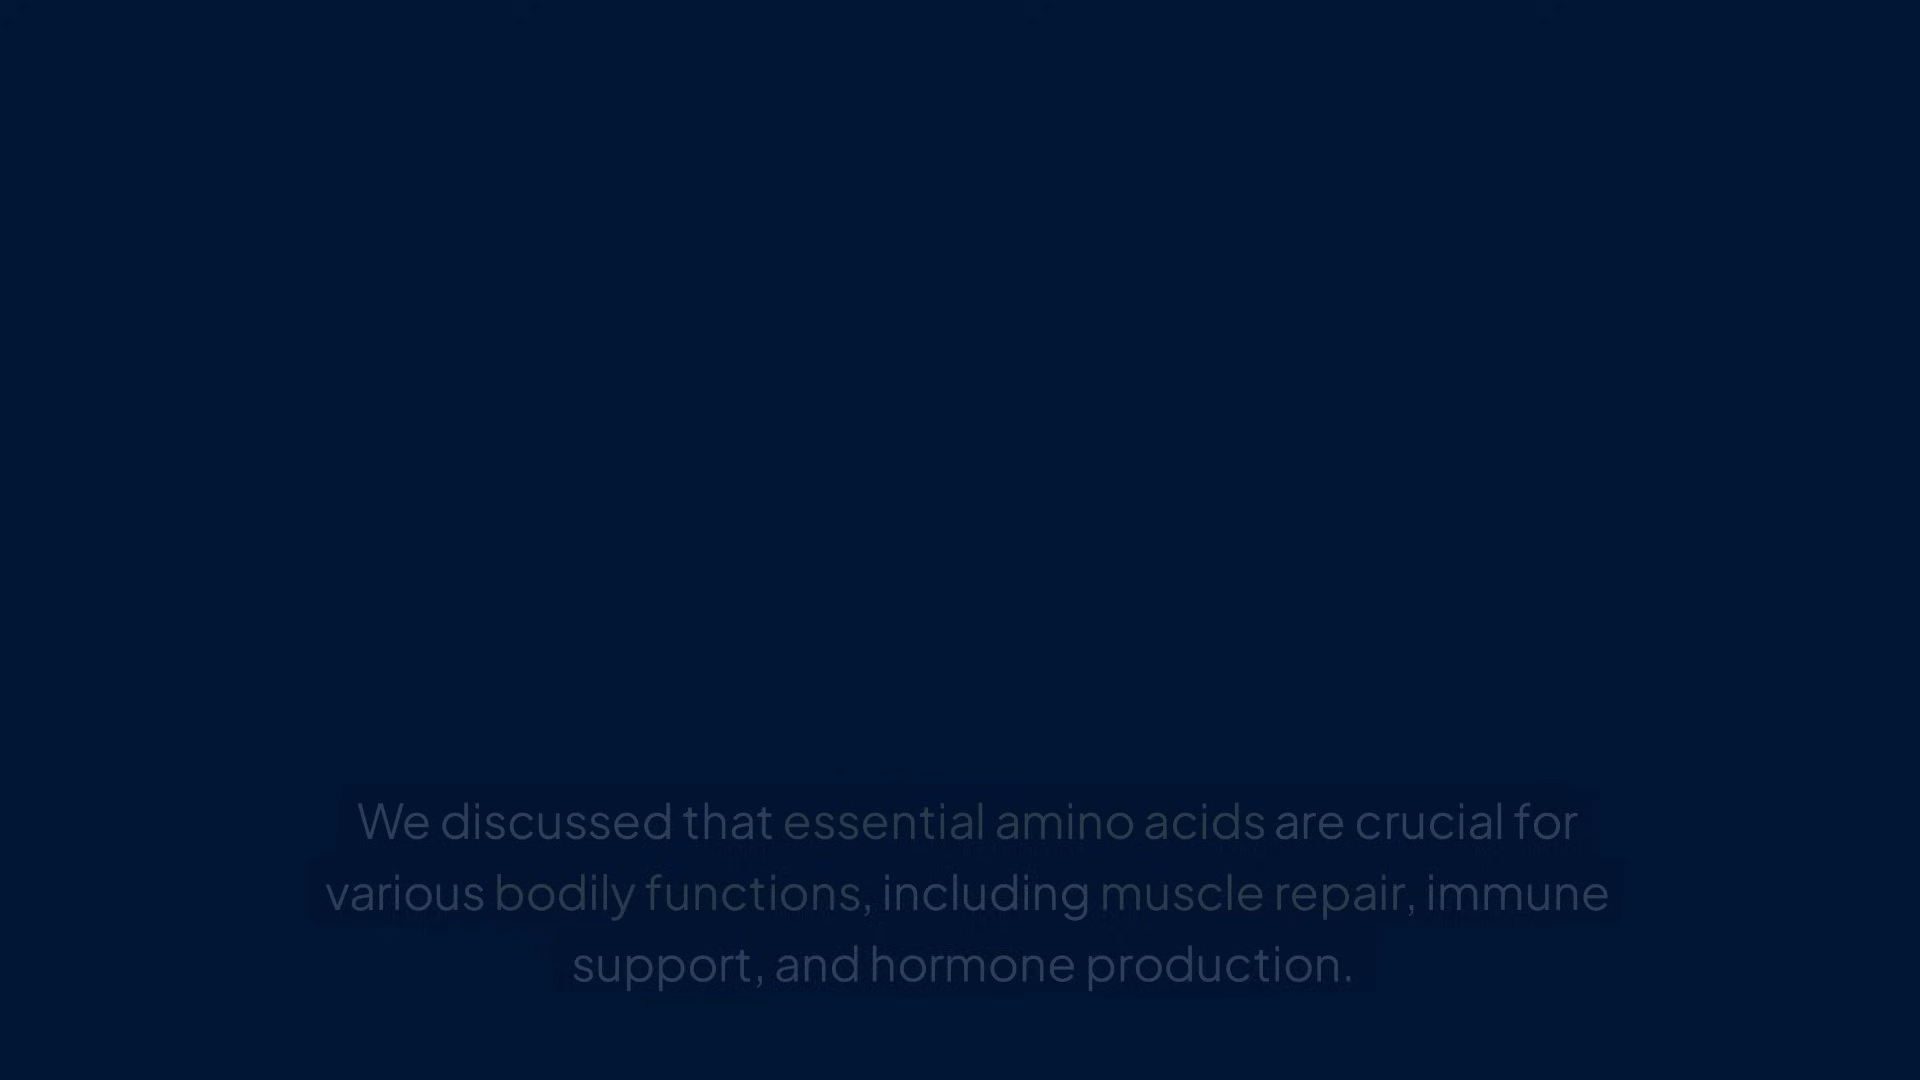 We discussed that essential amino acids are crucial for
various bodily functions, including muscle repair, immune
support, and hormone production.